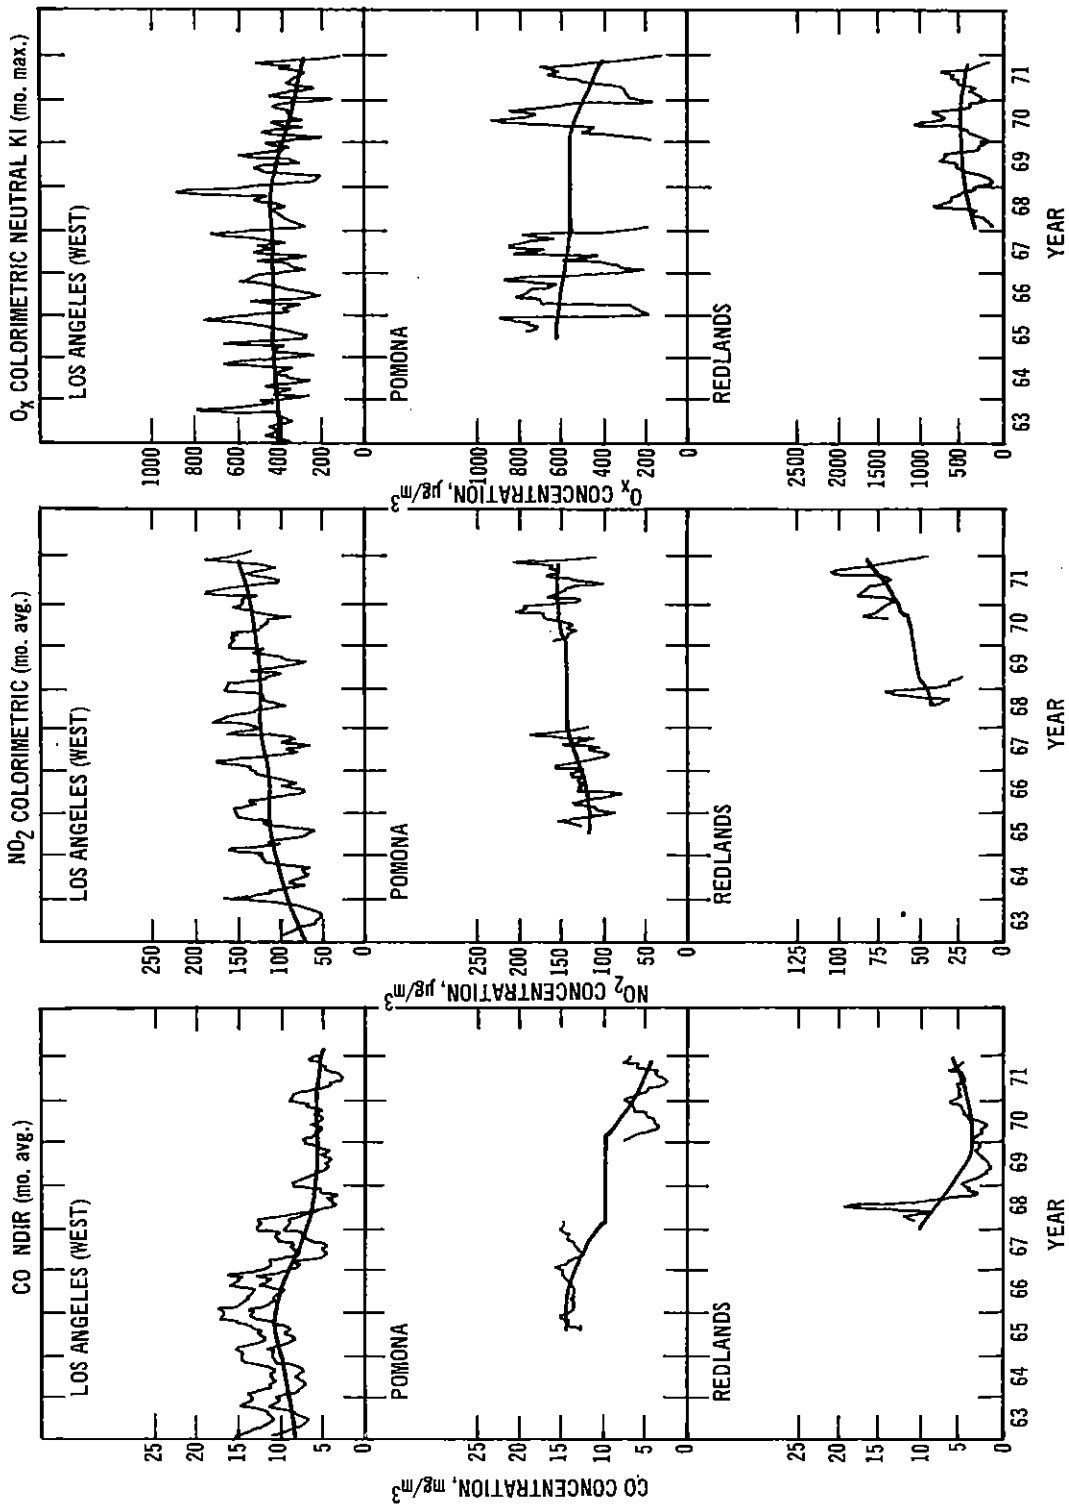 CO NDIR (mo. avg.)
LOS ANGELES (WEST)
25
20
15
10
5
0
POMONA
25
20
15
10
5
0
REDLANDS
25
20
15
10
5
0
CO CONCENTRATION, mg/m³
63 64 65 66 67 68 69 70 71
YEAR
NO₂ COLORIMETRIC (mo. avg.)
LOS ANGELES (WEST)
250
200
150
100
50
0
POMONA
250
200
150
100
50
0
REDLANDS
125
100
75
50
25
0
NO₂ CONCENTRATION, µg/m³
63 64 65 66 67 68 69 70 71
YEAR
Oₓ COLORIMETRIC NEUTRAL KI (mo. max.)
LOS ANGELES (WEST)
1000
800
600
400
200
0
POMONA
1000
800
600
400
200
0
REDLANDS
2500
2000
1500
1000
500
0
Oₓ CONCENTRATION, µg/m³
63 64 65 66 67 68 69 70 71
YEAR